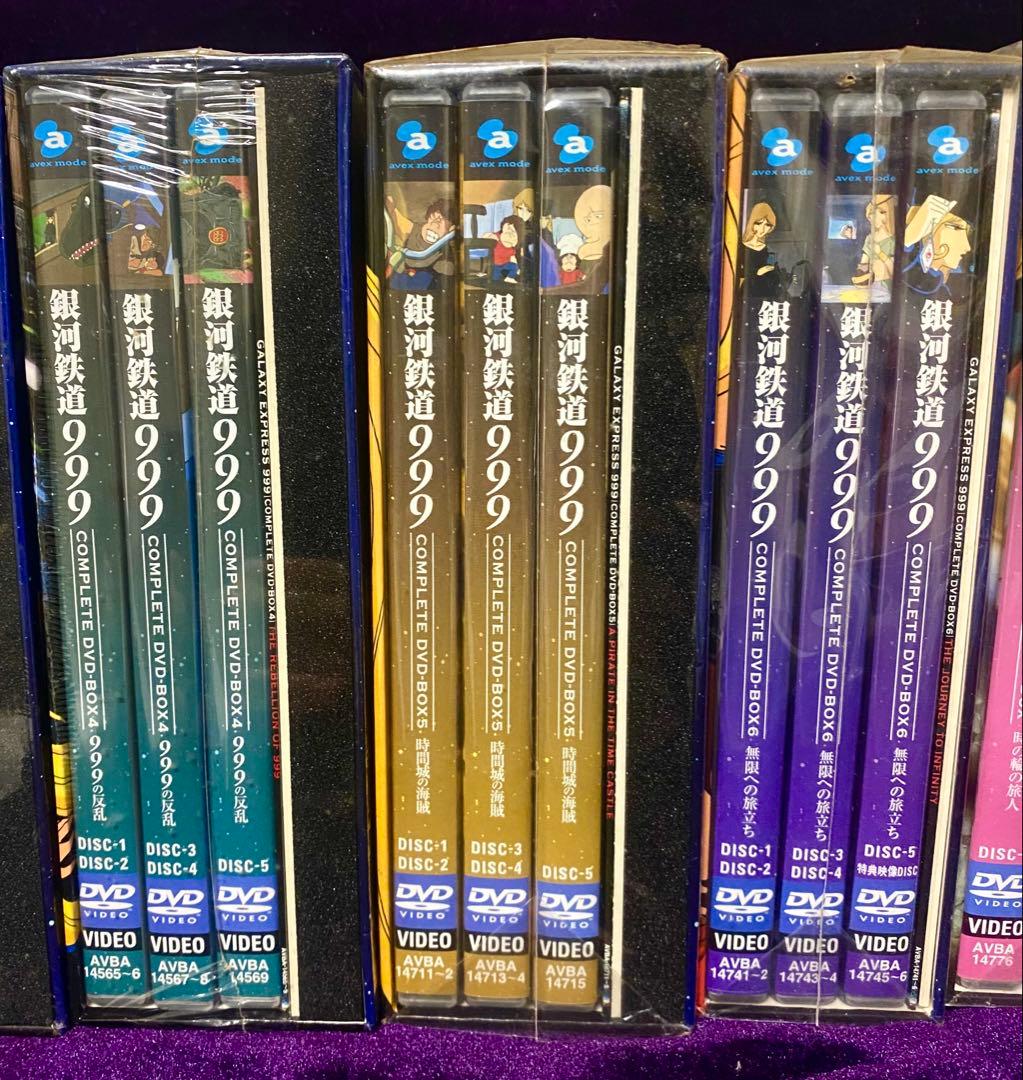 a
avex mode
銀河鉄道999
COMPLETE DVD-BOX4
999の反乱
DISC-1
DISC-2
DVD
VIDEO
VIDEO
AVBA
14565~6
a
avex mode
銀河鉄道999
COMPLETE DVD-BOX4
999の反乱
DISC-3
DISC-4
DVD
VIDEO
VIDEO
AVBA
14567~8
a
avex mode
銀河鉄道999
COMPLETE DVD-BOX4
999の反乱
DISC-5
DVD
VIDEO
VIDEO
AVBA
14569
GALAXY EXPRESS 999|COMPLETE DVD-BOX4|THE REBELLION OF 999
a
avex mode
銀河鉄道999
COMPLETE DVD-BOX5
時間城の海賊
DISC-1
DISC-2
DVD
VIDEO
VIDEO
AVBA
14711~2
a
avex mode
銀河鉄道999
COMPLETE DVD-BOX5
時間城の海賊
DISC-3
DISC-4
DVD
VIDEO
VIDEO
AVBA
14713~4
a
avex mode
銀河鉄道999
COMPLETE DVD-BOX5
時間城の海賊
DISC-5
DVD
VIDEO
VIDEO
AVBA
14715
GALAXY EXPRESS 999|COMPLETE DVD-BOX5|A PIRATE IN THE TIME CASTLE
a
avex mode
銀河鉄道999
COMPLETE DVD-BOX6
無限への旅立ち
DISC-1
DISC-2
DVD
VIDEO
VIDEO
AVBA
14741~2
a
avex mode
銀河鉄道999
COMPLETE DVD-BOX6
無限への旅立ち
DISC-3
DISC-4
DVD
VIDEO
VIDEO
AVBA
14743~4
a
avex mode
銀河鉄道999
COMPLETE DVD-BOX6
無限への旅立ち
DISC-5
特典映像DISC
DVD
VIDEO
VIDEO
AVBA
14745~6
GALAXY EXPRESS 999|COMPLETE DVD-BOX6|THE JOURNEY TO INFINITY
時の輪の旅人
DISC-
DVD
VIDEO
VIDEO
AVBA
14776